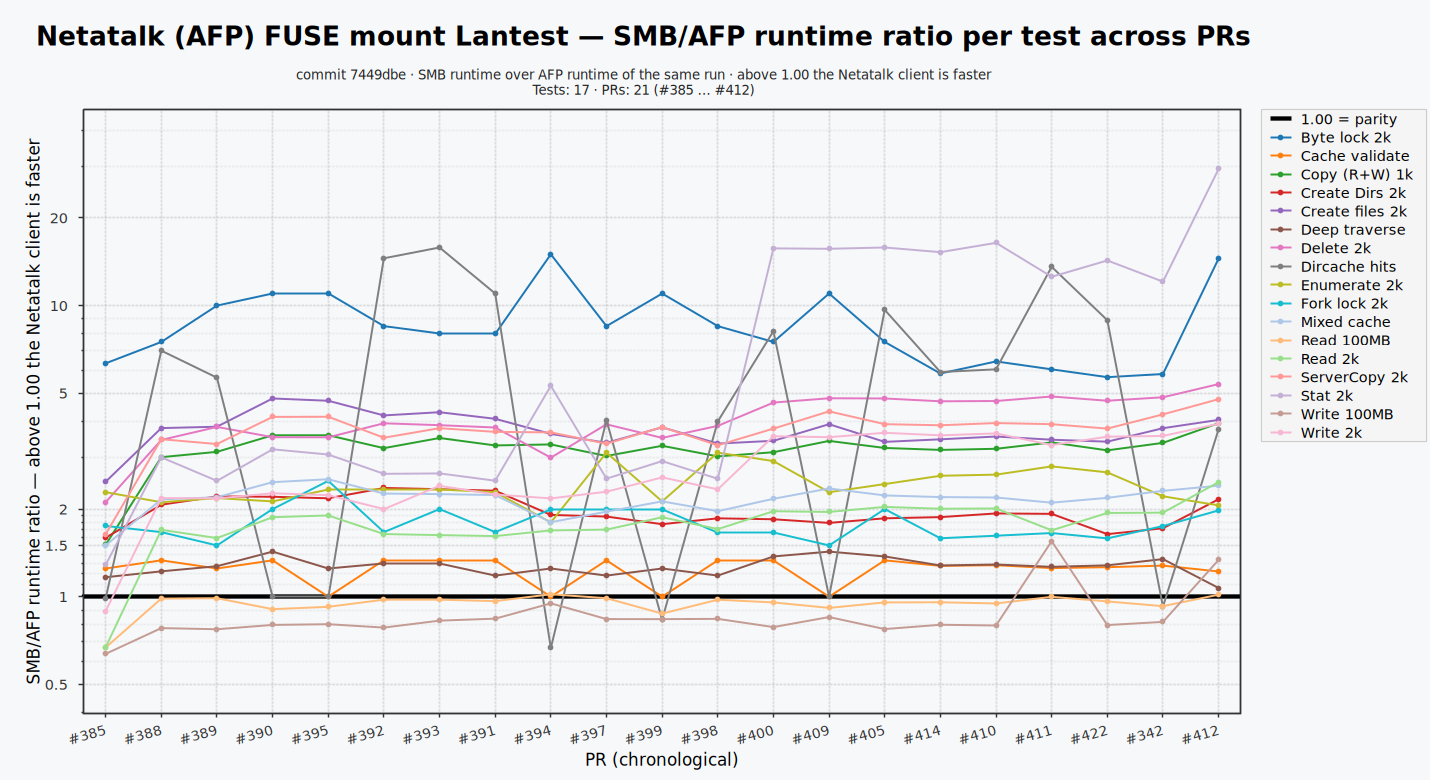 Netatalk (AFP) FUSE mount Lantest — SMB/AFP runtime ratio per test across PRs
commit 7449dbe · SMB runtime over AFP runtime of the same run · above 1.00 the Netatalk client is faster
Tests: 17 · PRs: 21 (#385 … #412)
SMB/AFP runtime ratio — above 1.00 the Netatalk client is faster
20
10
5
2
1.5
1
0.5
#385
#388
#389
#390
#395
#392
#393
#391
#394
#397
#399
#398
#400
#409
#405
#414
#410
#411
#422
#342
#412
PR (chronological)
1.00 = parity
Byte lock 2k
Cache validate
Copy (R+W) 1k
Create Dirs 2k
Create files 2k
Deep traverse
Delete 2k
Dircache hits
Enumerate 2k
Fork lock 2k
Mixed cache
Read 100MB
Read 2k
ServerCopy 2k
Stat 2k
Write 100MB
Write 2k